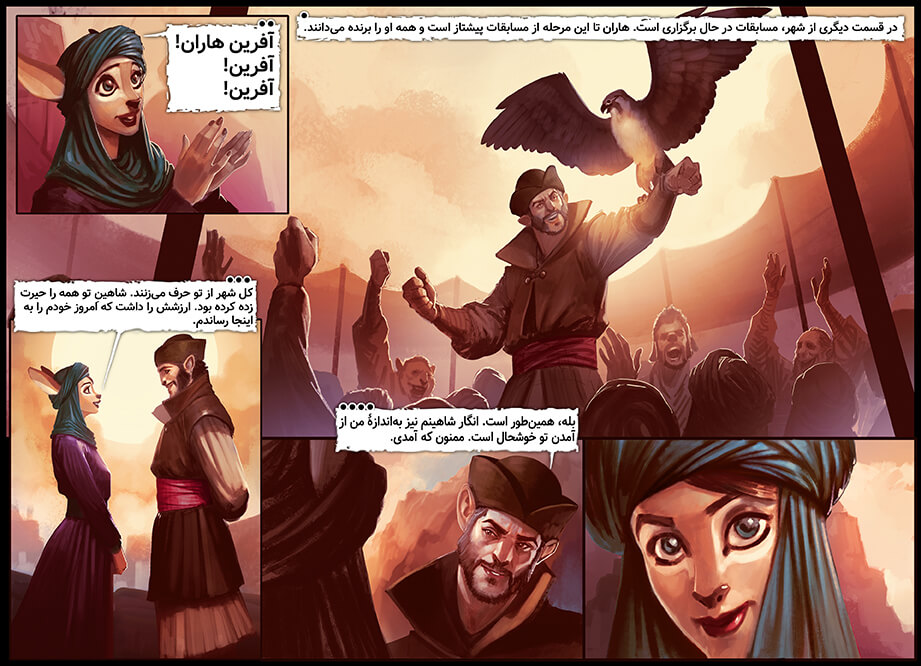 در قسمت دیگری از شهر، مسابقات در حال برگزاری است. هاران تا این مرحله از مسابقات پیشتاز است و همه او را برنده می‌دانند.
آفرین هاران!
آفرین!
آفرین!
کل شهر از تو حرف می‌زنند. شاهین تو همه را حیرت
زده کرده بود. ارزشش را داشت که آمروز خودم را به
اینجا رساندم.
بله، همین‌طور است. انگار شاهینم نیز به‌اندازهٔ من از
آمدن تو خوشحال است. ممنون که آمدی.